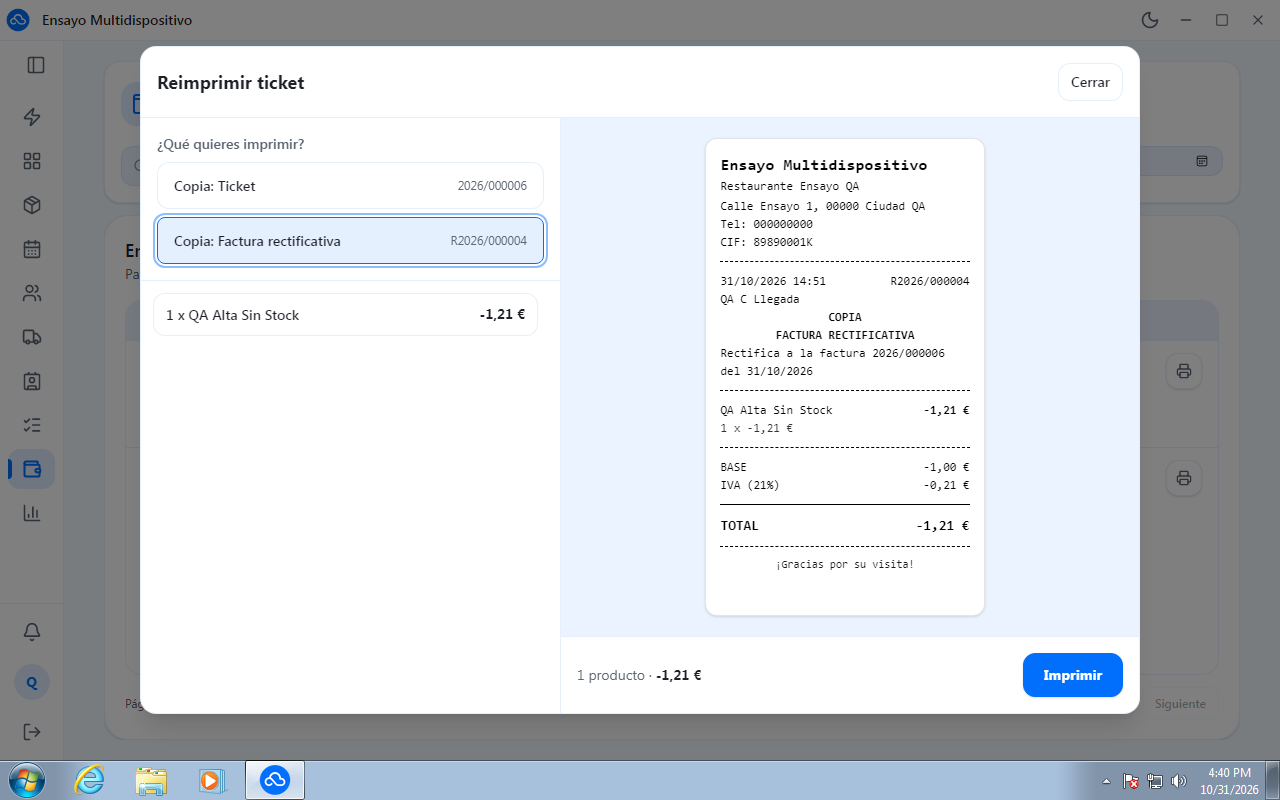 Ensayo Multidispositivo
Reimprimir ticket
Cerrar
¿Qué quieres imprimir?
Copia: Ticket 2026/000006
Copia: Factura rectificativa R2026/000004
1 x QA Alta Sin Stock -1,21 €
Ensayo Multidispositivo
Restaurante Ensayo QA
Calle Ensayo 1, 00000 Ciudad QA
Tel: 000000000
CIF: 89890001K
31/10/2026 14:51 R2026/000004
QA C Llegada
COPIA
FACTURA RECTIFICATIVA
Rectifica a la factura 2026/000006
del 31/10/2026
QA Alta Sin Stock -1,21 €
1 x -1,21 €
BASE -1,00 €
IVA (21%) -0,21 €
TOTAL -1,21 €
¡Gracias por su visita!
1 producto · -1,21 €
Imprimir
Siguiente
Q
4:40 PM
10/31/2026